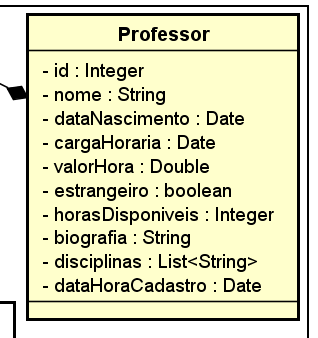 Professor
- id : Integer
- nome : String
- dataNascimento : Date
- cargaHoraria : Date
- valorHora : Double
- estrangeiro : boolean
- horasDisponiveis : Integer
- biografia : String
- disciplinas : List<String>
- dataHoraCadastro : Date